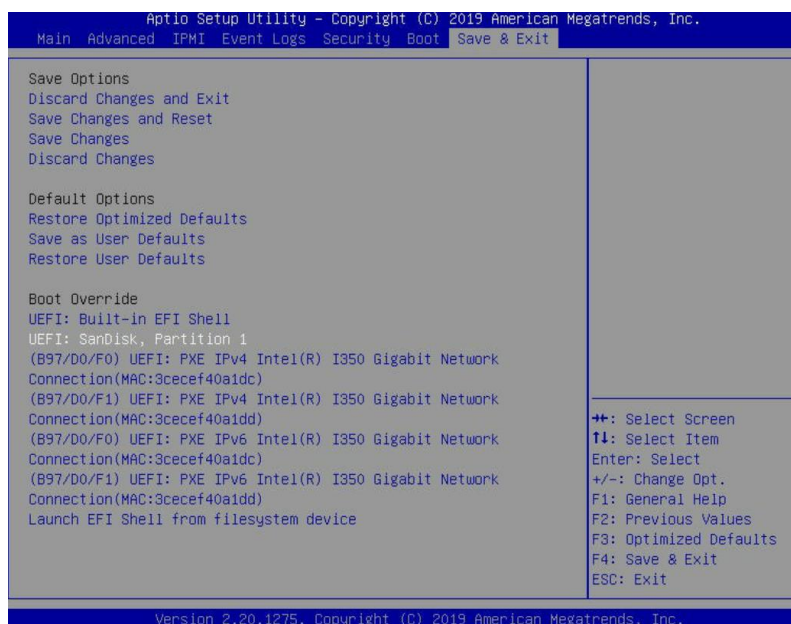 Aptio Setup Utility – Copyright (C) 2019 American Megatrends, Inc.
Main Advanced IPMI Event Logs Security Boot Save & Exit
Save Options
Discard Changes and Exit
Save Changes and Reset
Save Changes
Discard Changes
Default Options
Restore Optimized Defaults
Save as User Defaults
Restore User Defaults
Boot Override
UEFI: Built-in EFI Shell
UEFI: SanDisk, Partition 1
(B97/D0/F0) UEFI: PXE IPv4 Intel(R) I350 Gigabit Network
Connection(MAC:3cecef40a1dc)
(B97/D0/F1) UEFI: PXE IPv4 Intel(R) I350 Gigabit Network
Connection(MAC:3cecef40a1dd)
(B97/D0/F0) UEFI: PXE IPv6 Intel(R) I350 Gigabit Network
Connection(MAC:3cecef40a1dc)
(B97/D0/F1) UEFI: PXE IPv6 Intel(R) I350 Gigabit Network
Connection(MAC:3cecef40a1dd)
Launch EFI Shell from filesystem device
→←: Select Screen
↑↓: Select Item
Enter: Select
+/-: Change Opt.
F1: General Help
F2: Previous Values
F3: Optimized Defaults
F4: Save & Exit
ESC: Exit
Version 2.20.1275. Copyright (C) 2019 American Megatrends, Inc.